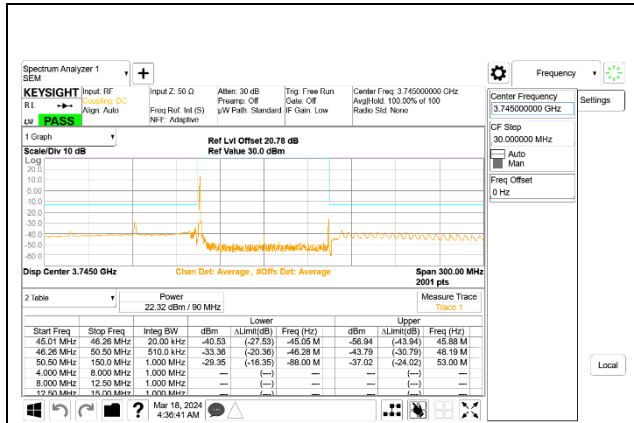 Spectrum Analyzer 1
SEM
+
Frequency
KEYSIGHT Input: RF Input Z: 50 Ω Atten: 30 dB Trig: Free Run Center Freq: 3.745000000 GHz
RL Coupling: DC Preamp: Off Gate: Off Avg|Hold: 100.00% of 100
Align: Auto Freq Ref: Int (S) µW Path: Standard IF Gain: Low Radio Std: None
PASS NFE: Adaptive
Center Frequency
3.745000000 GHz
Settings
CF Step
30.000000 MHz
Auto
Man
Freq Offset
0 Hz
1 Graph
Ref Lvl Offset 20.78 dB
Scale/Div 10 dB Ref Value 30.0 dBm
Log
20.0
10.0
0.00
-10.0
-20.0
-30.0
-40.0
-50.0
-60.0
Disp Center 3.7450 GHz Chan Det: Average, #Offs Det: Average Span 300.00 MHz
2001 pts
2 Table Power Measure Trace
22.32 dBm / 90 MHz Trace 1
Lower Upper
Start Freq Stop Freq Integ BW dBm ΔLimit(dB) Freq (Hz) dBm ΔLimit(dB) Freq (Hz)
45.01 MHz 46.26 MHz 20.00 kHz -40.53 (-27.53) -45.05 M -56.94 (-43.94) 45.88 M
46.26 MHz 50.50 MHz 510.0 kHz -33.36 (-20.36) -46.28 M -43.79 (-30.79) 48.19 M
50.50 MHz 150.0 MHz 1.000 MHz -29.35 (-16.35) -88.00 M -37.02 (-24.02) 53.00 M
4.000 MHz 8.000 MHz 1.000 MHz --- (---) --- (---)
8.000 MHz 12.50 MHz 1.000 MHz --- (---) --- (---)
12.50 MHz 15.00 MHz 1.000 MHz --- (---) --- (---)
Local
? Mar 18, 2024
4:36:41 AM